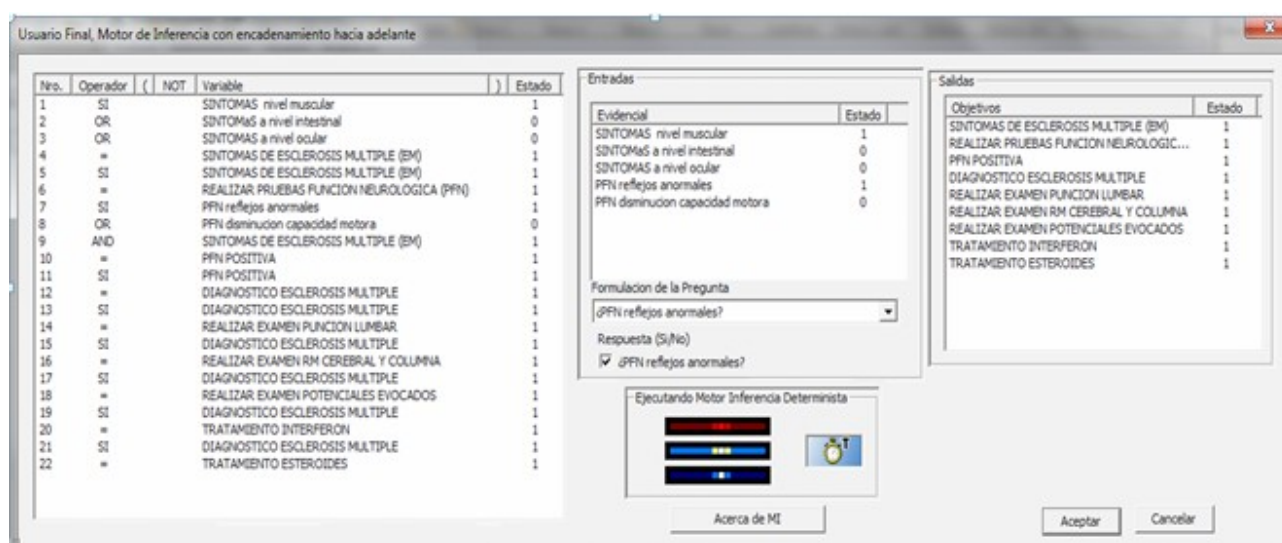 Usuario Final, Motor de Inferencia con encadenamiento hacia adelante
Nro. Operador ( NOT Variable ) Estado
1 SI SINTOMAS nivel muscular 1
2 OR SINTOMaS a nivel intestinal 0
3 OR SINTOMAS a nivel ocular 0
4 = SINTOMAS DE ESCLEROSIS MULTIPLE (EM) 1
5 SI SINTOMAS DE ESCLEROSIS MULTIPLE (EM) 1
6 = REALIZAR PRUEBAS FUNCION NEUROLOGICA (PFN) 1
7 SI PFN reflejos anormales 1
8 OR PFN disminucion capacidad motora 0
9 AND SINTOMAS DE ESCLEROSIS MULTIPLE (EM) 1
10 = PFN POSITIVA 1
11 SI PFN POSITIVA 1
12 = DIAGNOSTICO ESCLEROSIS MULTIPLE 1
13 SI DIAGNOSTICO ESCLEROSIS MULTIPLE 1
14 = REALIZAR EXAMEN PUNCION LUMBAR 1
15 SI DIAGNOSTICO ESCLEROSIS MULTIPLE 1
16 = REALIZAR EXAMEN RM CEREBRAL Y COLUMNA 1
17 SI DIAGNOSTICO ESCLEROSIS MULTIPLE 1
18 = REALIZAR EXAMEN POTENCIALES EVOCADOS 1
19 SI DIAGNOSTICO ESCLEROSIS MULTIPLE 1
20 = TRATAMIENTO INTERFERON 1
21 SI DIAGNOSTICO ESCLEROSIS MULTIPLE 1
22 = TRATAMIENTO ESTEROIDES 1
Entradas
Evidencial Estado
SINTOMAS nivel muscular 1
SINTOMaS a nivel intestinal 0
SINTOMAS a nivel ocular 0
PFN reflejos anormales 1
PFN disminucion capacidad motora 0
Formulacion de la Pregunta
¿PFN reflejos anormales?
Respuesta (Si/No)
¿PFN reflejos anormales?
Ejecutando Motor Inferencia Determinista
T
Acerca de MI
Salidas
Objetivos Estado
SINTOMAS DE ESCLEROSIS MULTIPLE (EM) 1
REALIZAR PRUEBAS FUNCION NEUROLOGIC... 1
PFN POSITIVA 1
DIAGNOSTICO ESCLEROSIS MULTIPLE 1
REALIZAR EXAMEN PUNCION LUMBAR 1
REALIZAR EXAMEN RM CEREBRAL Y COLUMNA 1
REALIZAR EXAMEN POTENCIALES EVOCADOS 1
TRATAMIENTO INTERFERON 1
TRATAMIENTO ESTEROIDES 1
Aceptar Cancelar